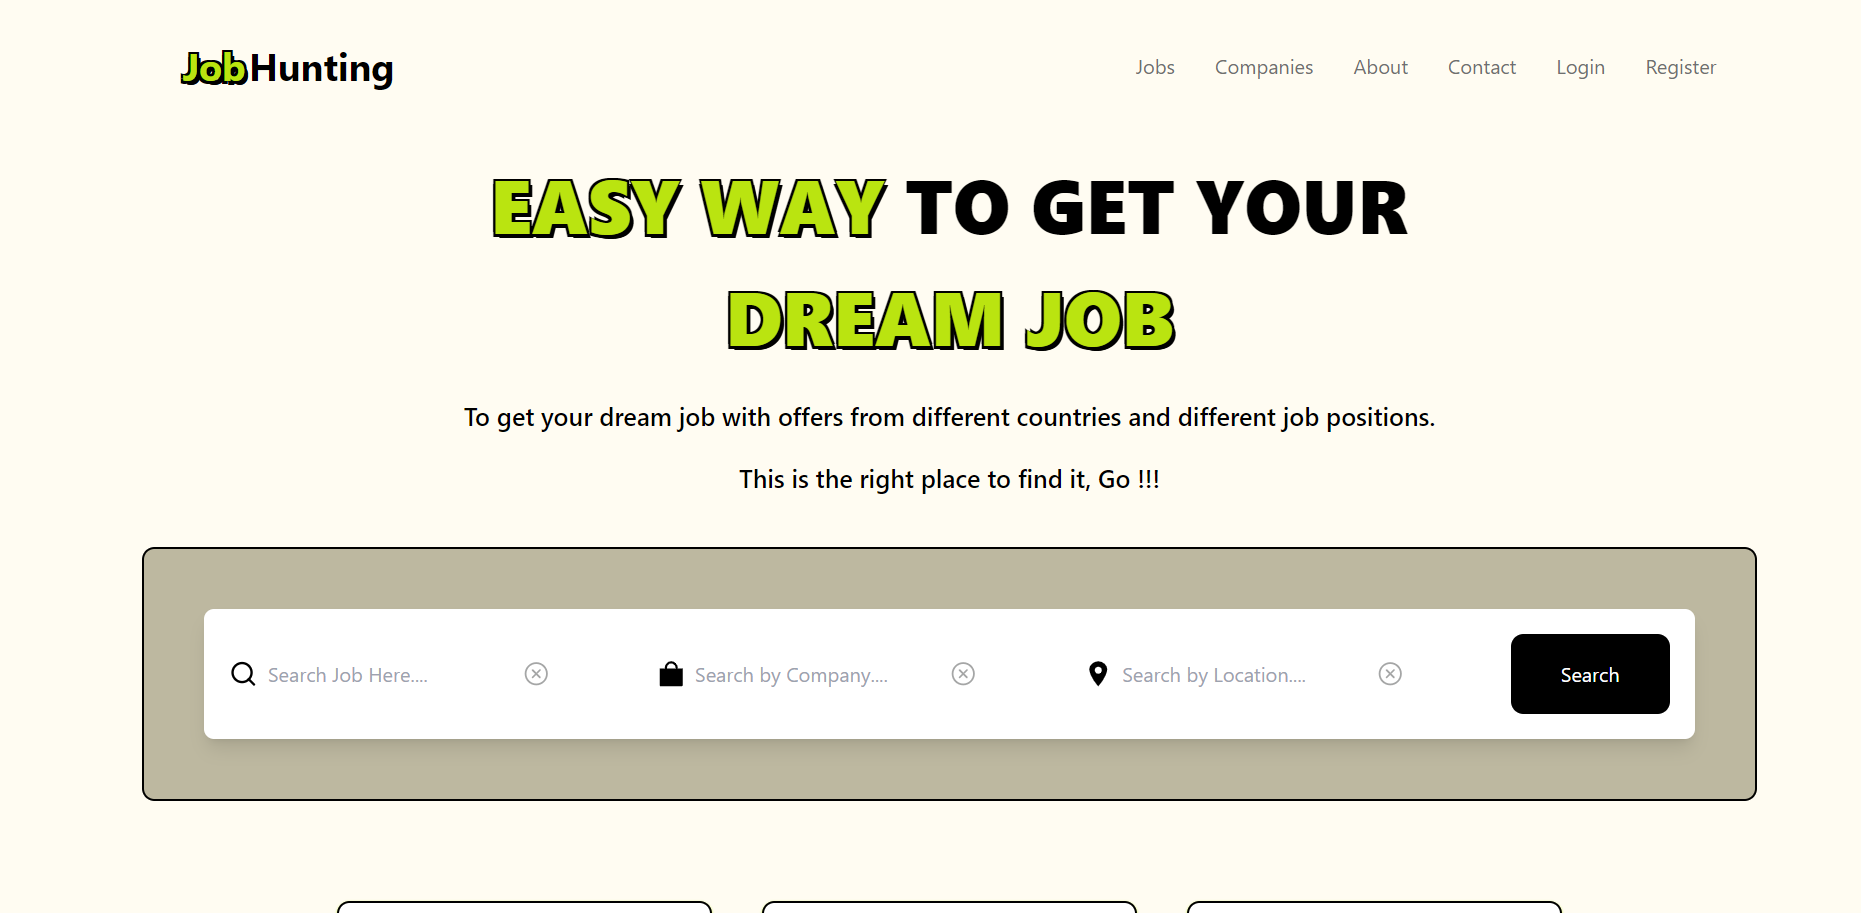 JobHunting
Jobs Companies About Contact Login Register
EASY WAY TO GET YOUR
DREAM JOB
To get your dream job with offers from different countries and different job positions.
This is the right place to find it, Go !!!
Search Job Here.... Search by Company.... Search by Location.... Search